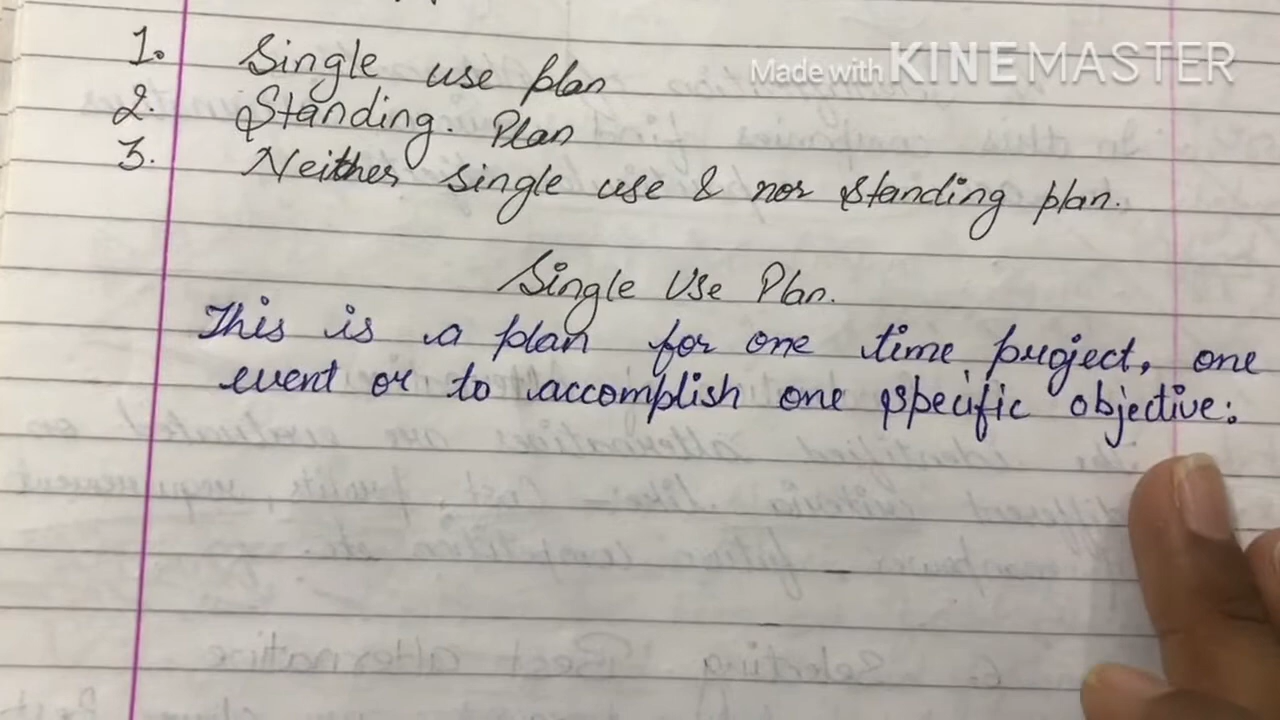 Made with KINEMASTER
1. Single use plan
2. Standing. Plan
3. Neither single use & nor standing plan.
Single Use Plan.
This is a plan for one time project, one
event or to accomplish one specific objective: